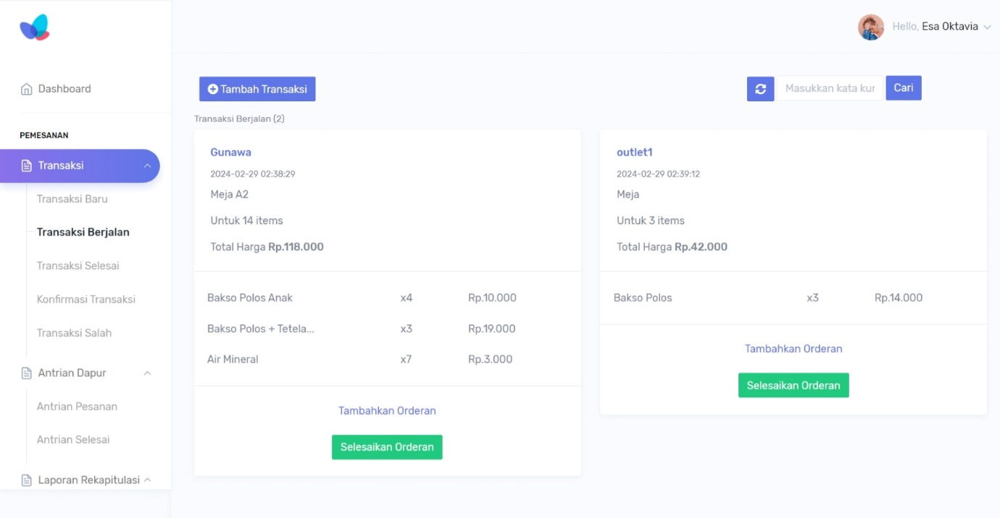 Hello, Esa Oktavia
Dashboard
PEMESANAN
Transaksi
Transaksi Baru
Transaksi Berjalan
Transaksi Selesai
Konfirmasi Transaksi
Transaksi Salah
Antrian Dapur
Antrian Pesanan
Antrian Selesai
Laporan Rekapitulasi
Tambah Transaksi
Masukkan kata kur
Cari
Transaksi Berjalan (2)
Gunawa
2024-02-29 02:38:29
Meja A2
Untuk 14 items
Total Harga Rp.118.000
Bakso Polos Anak x4 Rp.10.000
Bakso Polos + Tetela... x3 Rp.19.000
Air Mineral x7 Rp.3.000
Tambahkan Orderan
Selesaikan Orderan
outlet1
2024-02-29 02:39:12
Meja
Untuk 3 items
Total Harga Rp.42.000
Bakso Polos x3 Rp.14.000
Tambahkan Orderan
Selesaikan Orderan